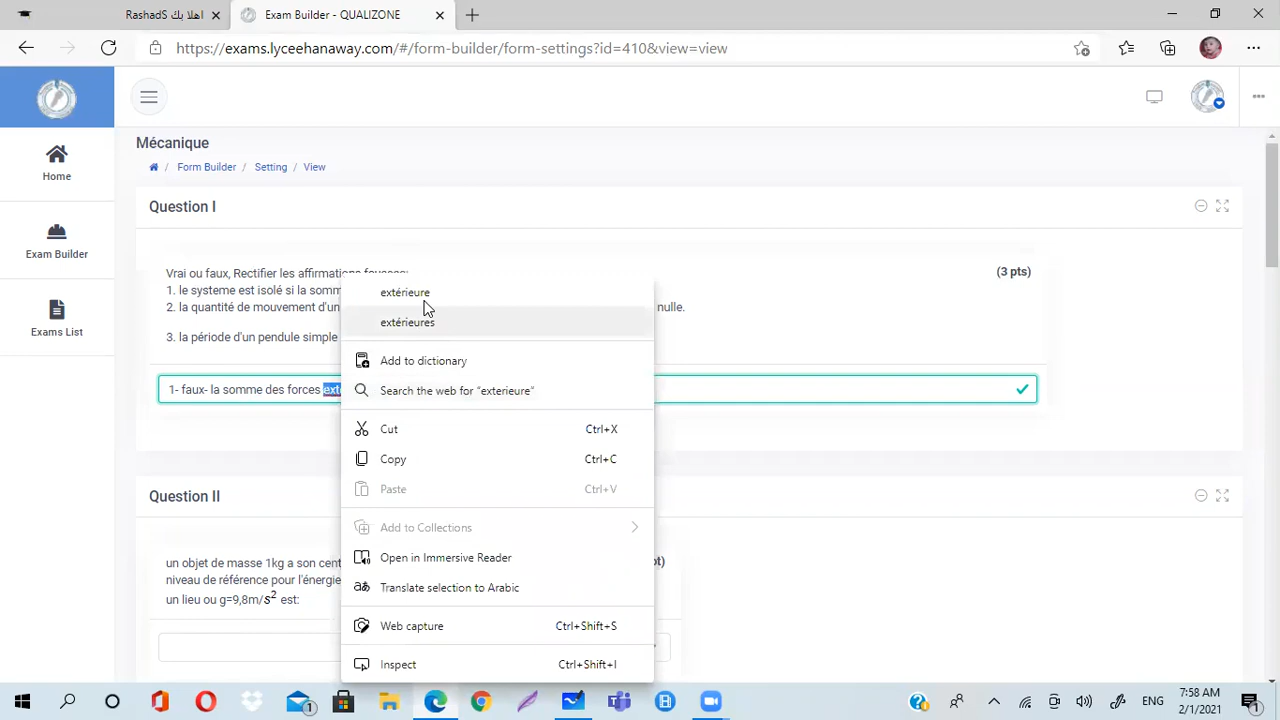 أهلا بك RashadS
Exam Builder - QUALIZONE
https://exams.lyceehanaway.com/#/form-builder/form-settings?id=410&view=view
Mécanique
Form Builder / Setting / View
Home
Exam Builder
Exams List
Question I
Vrai ou faux, Rectifier les affirmations
(3 pts)
1. le systeme est isolé si la som
2. la quantité de mouvement d'un
nulle.
3. la période d'un pendule simple
1- faux- la somme des forces ext
extérieure
extérieures
Add to dictionary
Search the web for "exterieure"
Cut Ctrl+X
Copy Ctrl+C
Paste Ctrl+V
Add to Collections
Open in Immersive Reader
Translate selection to Arabic
Web capture Ctrl+Shift+S
Inspect Ctrl+Shift+I
Question II
un objet de masse 1kg a son cent
niveau de référence pour l'énergie
un lieu ou g=9,8m/s² est:
ENG
7:58 AM
2/1/2021
1
1